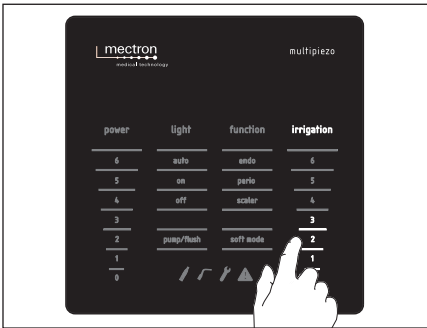 mectron
medical technology
multipiezo
power light function irrigation
6 auto endo 6
5 on perio 5
4 off scaler 4
3 3
2 pump/flush soft mode 2
1 1
0